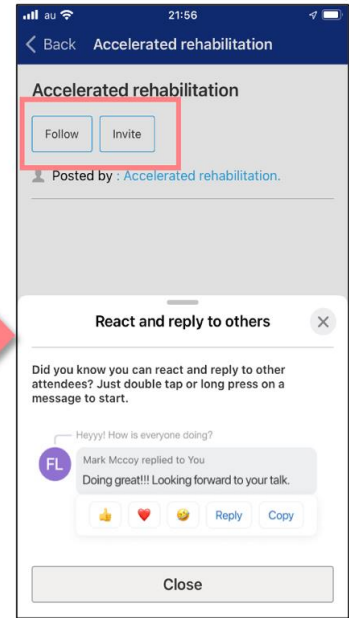 au 21:56
Back Accelerated rehabilitation
Accelerated rehabilitation
Follow Invite
Posted by : Accelerated rehabilitation.
React and reply to others
Did you know you can react and reply to other
attendees? Just double tap or long press on a
message to start.
Heyyy! How is everyone doing?
FL
Mark Mccoy replied to You
Doing great!!! Looking forward to your talk.
Reply Copy
Close